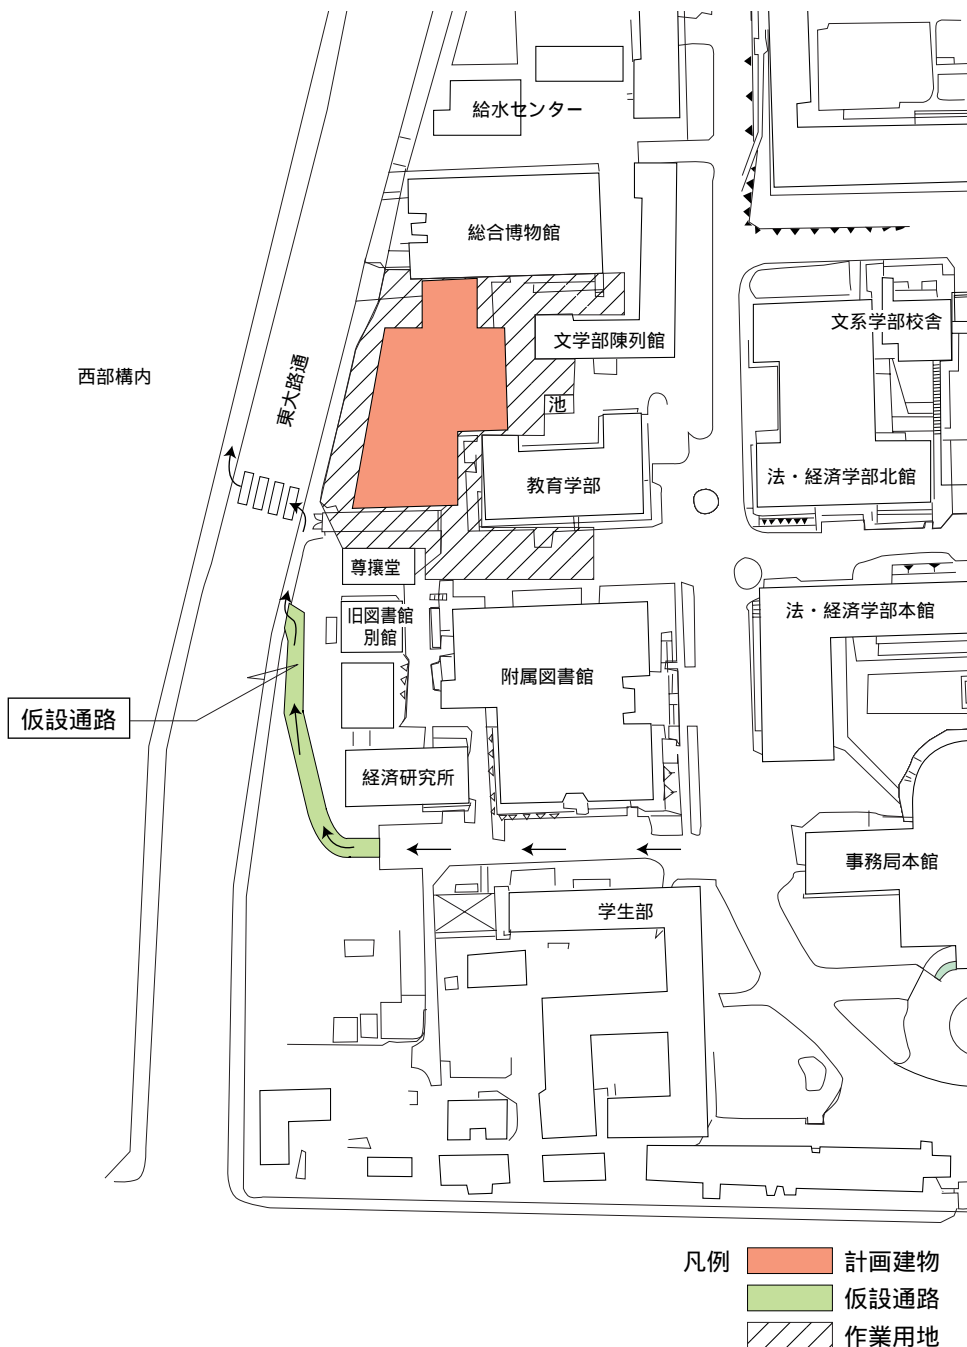 給水センター
総合博物館
文系学部校舎
文学部陳列館
西部構内
東大路通
池
法・経済学部北館
教育学部
尊攘堂
旧図書館
別館
法・経済学部本館
附属図書館
仮設通路
経済研究所
事務局本館
学生部
凡例
計画建物
仮設通路
作業用地